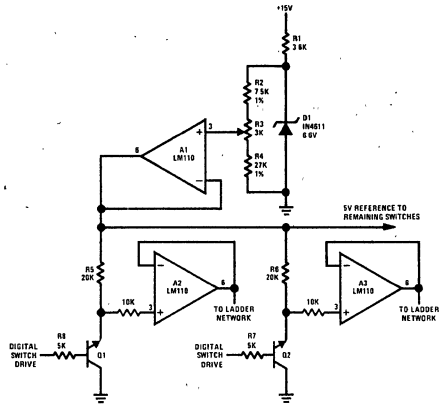 +15V
R1
3.6K
R2
7.5K
1%
R3
3K
R4
27K
1%
D1
IN4611
6.6V
3
+
A1
LM110
-
6
5V REFERENCE TO
REMAINING SWITCHES
R5
20K
-
A2
LM110
6
+
3
10K
TO LADDER
NETWORK
R6
20K
-
A3
LM110
6
+
3
10K
TO LADDER
NETWORK
DIGITAL
SWITCH
DRIVE
R8
5K
Q1
DIGITAL
SWITCH
DRIVE
R7
5K
Q2